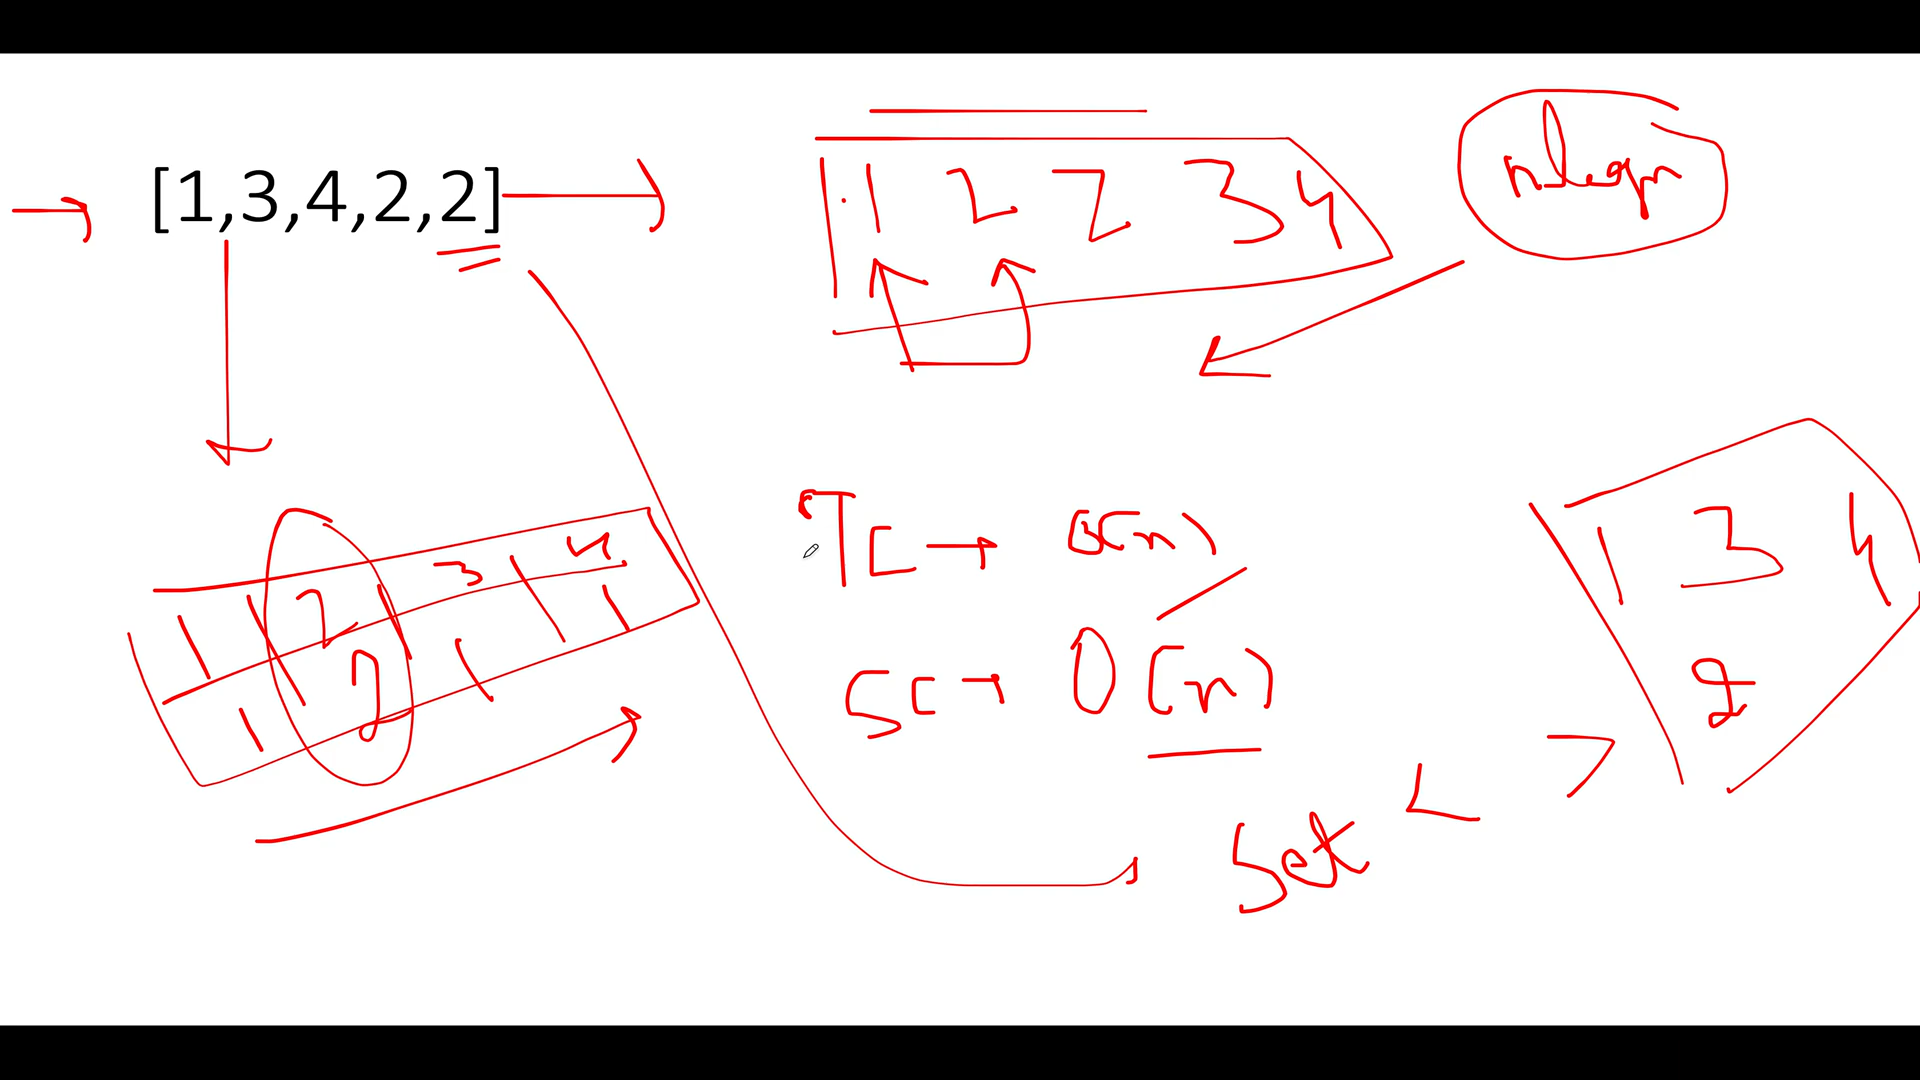 [1,3,4,2,2]
1 2 2 3 4
nlogn
1 2 3 4
1 2 1 1
TC → O(n)
SC → O(n)
1 3 4
2
Set < >